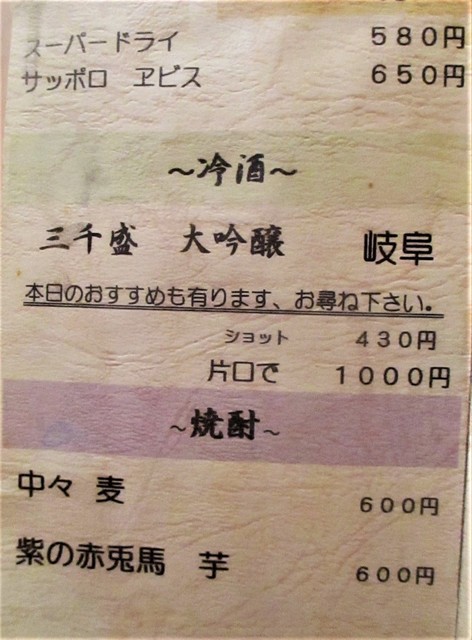 スーパードライ 580円
サッポロ ヱビス 650円
～冷酒～
三千盛 大吟醸 岐阜
本日のおすすめも有ります、お尋ね下さい。
ショット 430円
片口で 1000円
～焼酎～
中々 麦 600円
紫の赤兎馬 芋 600円